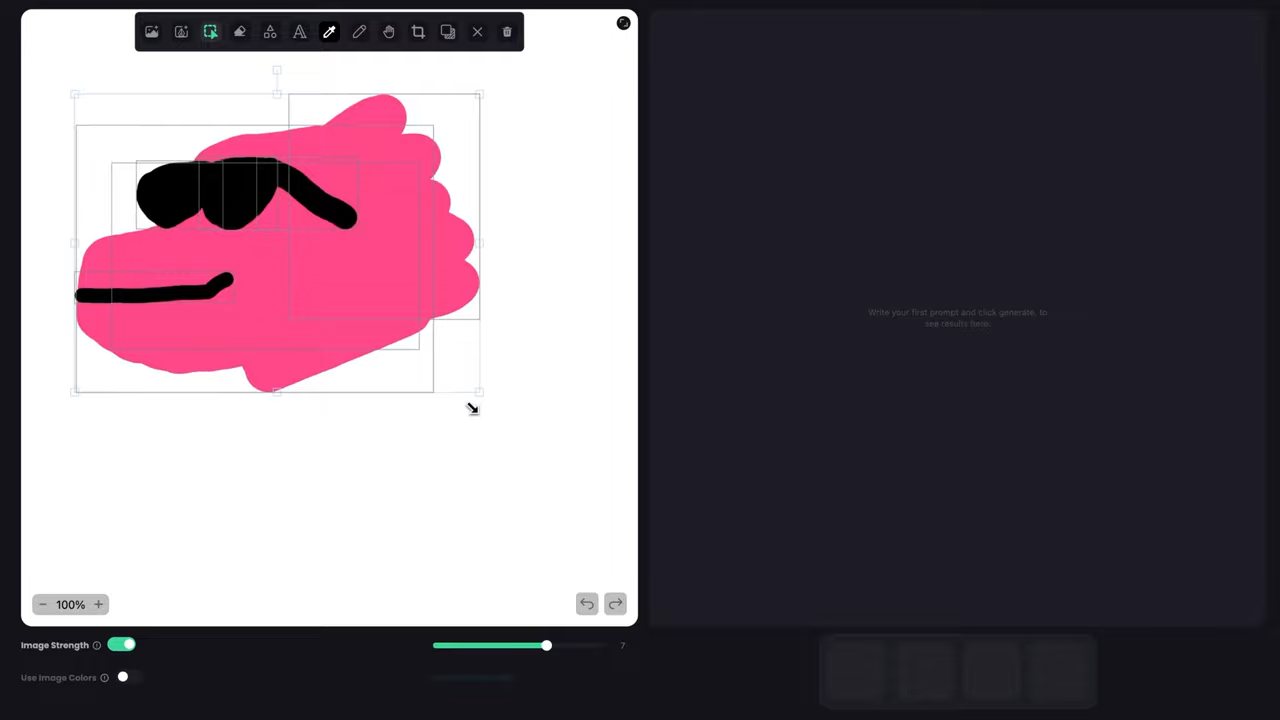 100%
Write your first prompt and click generate, to
see results here.
Image Strength
7
Use Image Colors